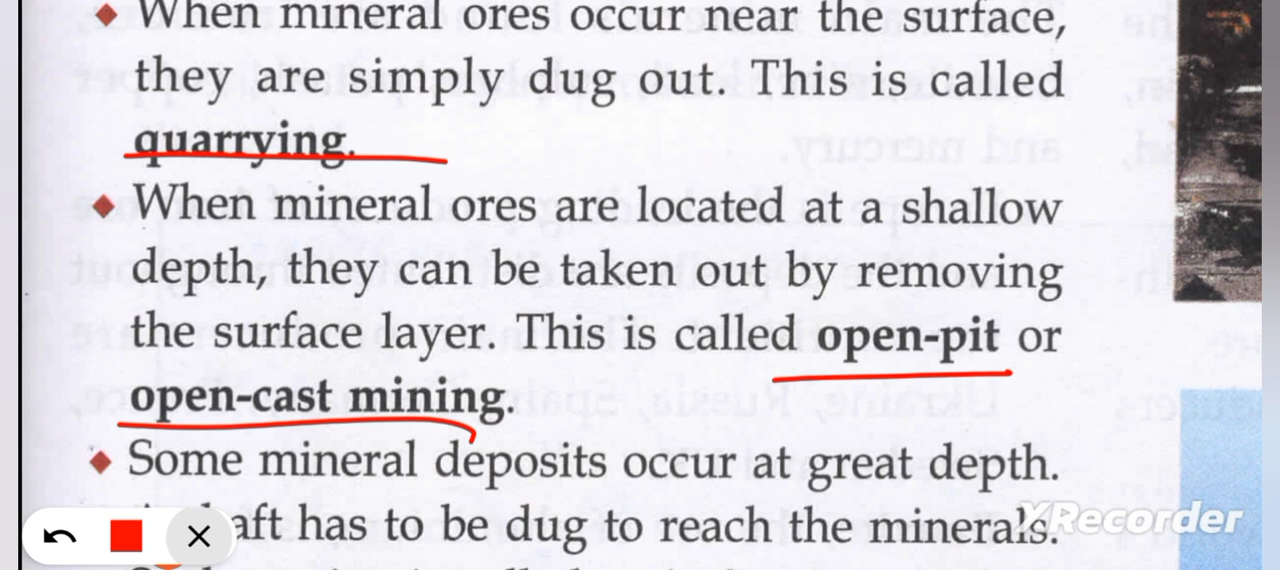 When mineral ores occur near the surface,
they are simply dug out. This is called
quarrying.
When mineral ores are located at a shallow
depth, they can be taken out by removing
the surface layer. This is called open-pit or
open-cast mining.
Some mineral deposits occur at great depth.
has to be dug to reach the minerals.
XRecorder